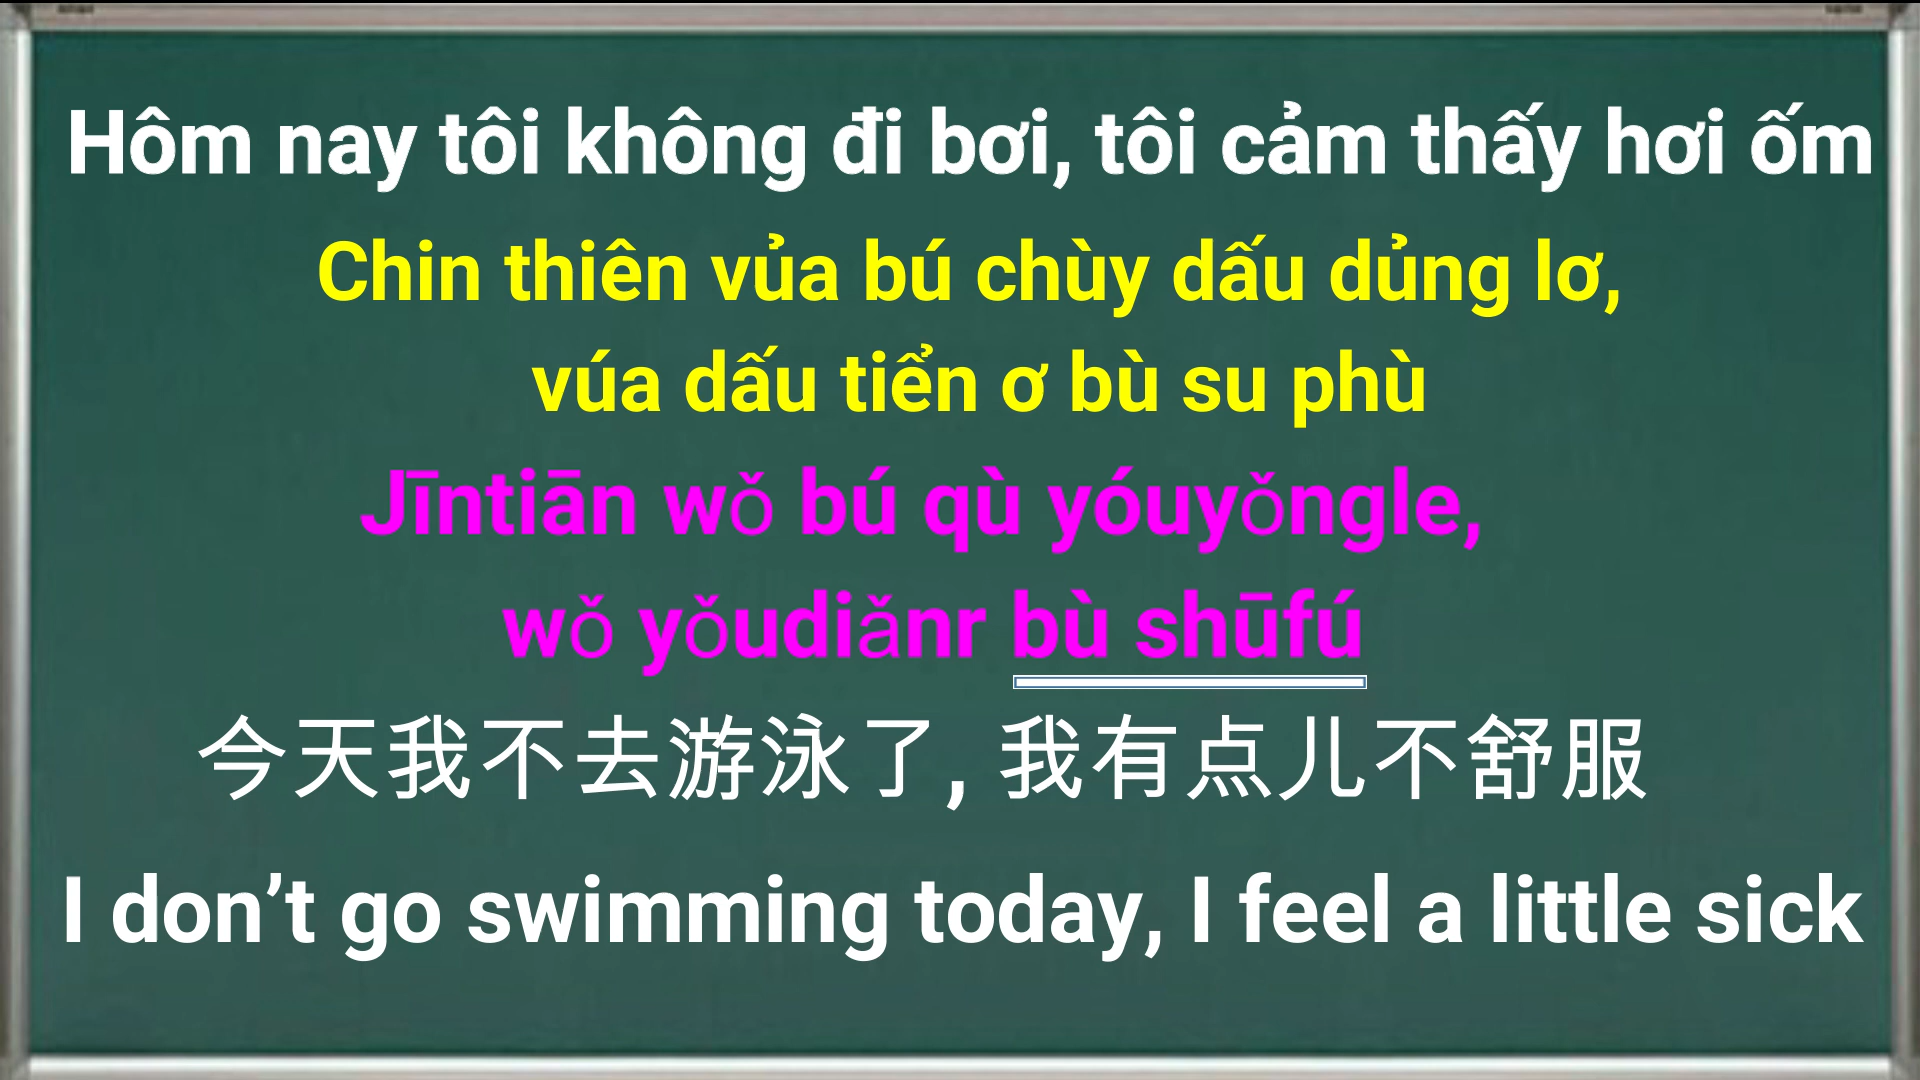 Hôm nay tôi không đi bơi, tôi cảm thấy hơi ốm
Chin thiên vủa bú chùy dấu dủng lơ,
vúa dấu tiển ơ bù su phù
Jīntiān wǒ bú qù yóuyǒngle,
wǒ yǒudiǎnr bù shūfú
今天我不去游泳了, 我有点儿不舒服
I don’t go swimming today, I feel a little sick